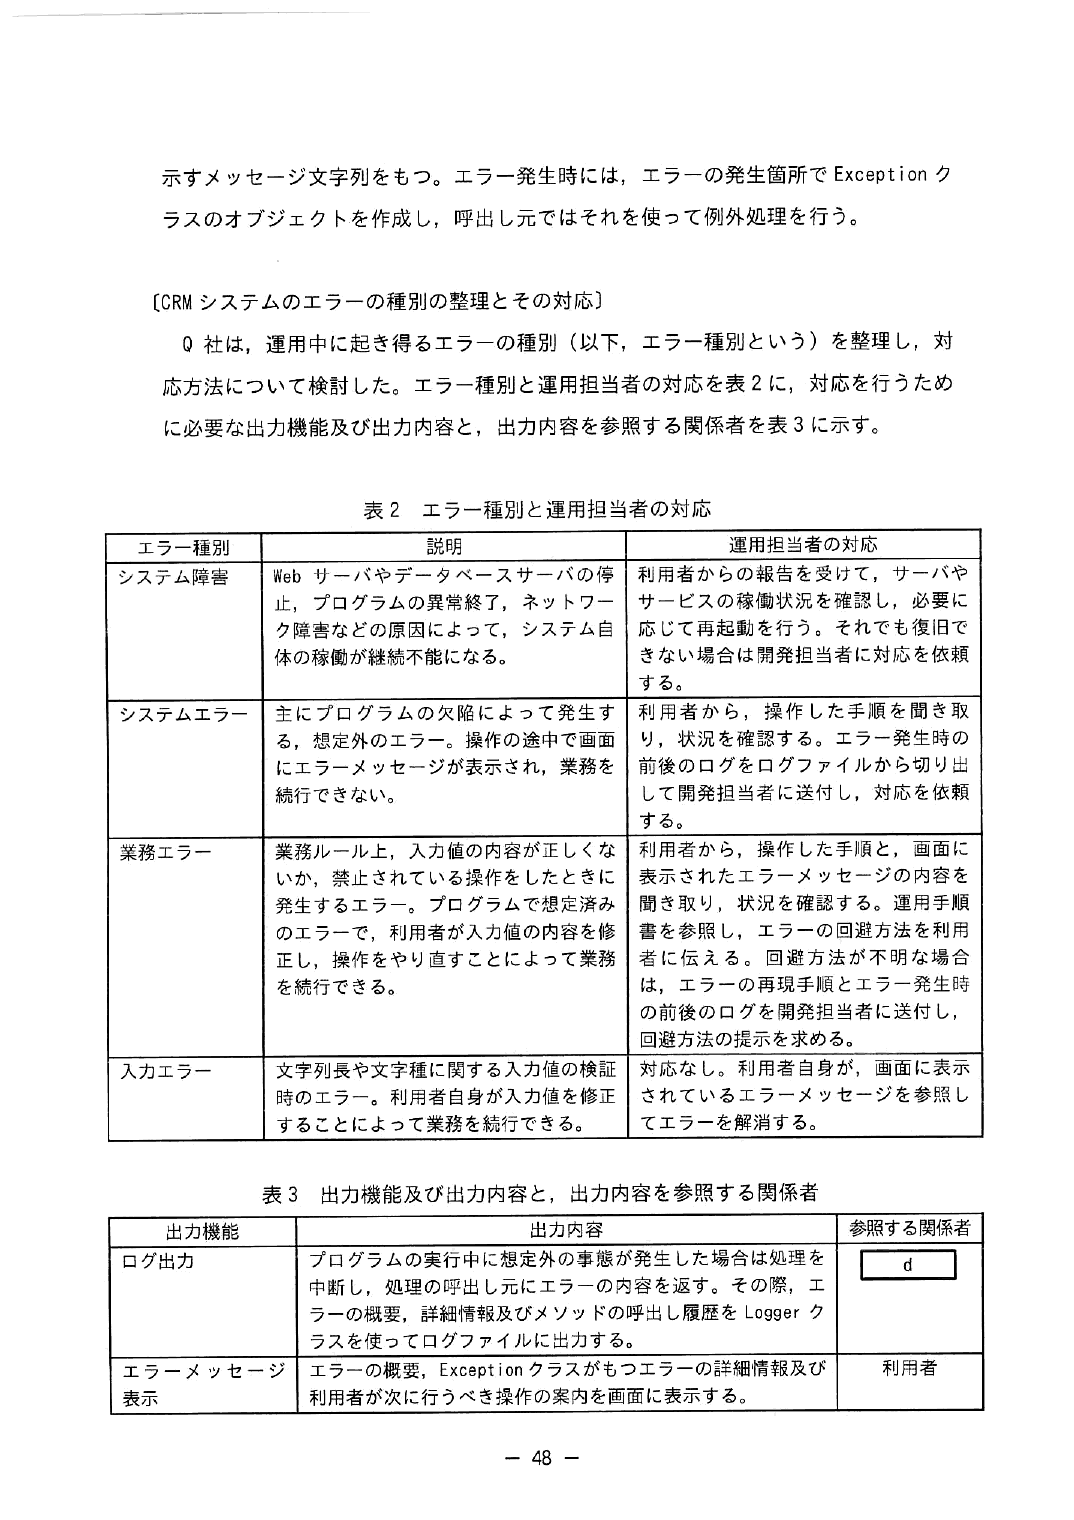 示すメッセージ文字列をもつ。エラー発生時には，エラーの発生箇所で Exception ク
ラスのオブジェクトを作成し，呼出し元ではそれを使って例外処理を行う。
〔CRM システムのエラーの種別の整理とその対応〕
Q 社は，運用中に起き得るエラーの種別（以下，エラー種別という）を整理し，対
応方法について検討した。エラー種別と運用担当者の対応を表 2 に，対応を行うため
に必要な出力機能及び出力内容と，出力内容を参照する関係者を表 3 に示す。
表 2　エラー種別と運用担当者の対応
エラー種別
説明
運用担当者の対応
システム障害
Web サーバやデータベースサーバの停
止，プログラムの異常終了，ネットワー
ク障害などの原因によって，システム自
体の稼働が継続不能になる。
利用者からの報告を受けて，サーバや
サービスの稼働状況を確認し，必要に
応じて再起動を行う。それでも復旧で
きない場合は開発担当者に対応を依頼
する。
システムエラー
主にプログラムの欠陥によって発生す
る，想定外のエラー。操作の途中で画面
にエラーメッセージが表示され，業務を
続行できない。
利用者から，操作した手順を聞き取
り，状況を確認する。エラー発生時の
前後のログをログファイルから切り出
して開発担当者に送付し，対応を依頼
する。
業務エラー
業務ルール上，入力値の内容が正しくな
いか，禁止されている操作をしたときに
発生するエラー。プログラムで想定済み
のエラーで，利用者が入力値の内容を修
正し，操作をやり直すことによって業務
を続行できる。
利用者から，操作した手順と，画面に
表示されたエラーメッセージの内容を
聞き取り，状況を確認する。運用手順
書を参照し，エラーの回避方法を利用
者に伝える。回避方法が不明な場合
は，エラーの再現手順とエラー発生時
の前後のログを開発担当者に送付し，
回避方法の提示を求める。
入力エラー
文字列長や文字種に関する入力値の検証
時のエラー。利用者自身が入力値を修正
することによって業務を続行できる。
対応なし。利用者自身が，画面に表示
されているエラーメッセージを参照し
てエラーを解消する。
表 3　出力機能及び出力内容と，出力内容を参照する関係者
出力機能
出力内容
参照する関係者
ログ出力
プログラムの実行中に想定外の事態が発生した場合は処理を
中断し，処理の呼出し元にエラーの内容を返す。その際，エ
ラーの概要，詳細情報及びメソッドの呼出し履歴を Logger ク
ラスを使ってログファイルに出力する。
d
エラーメッセージ
表示
エラーの概要，Exception クラスがもつエラーの詳細情報及び
利用者が次に行うべき操作の案内を画面に表示する。
利用者
－ 48 －